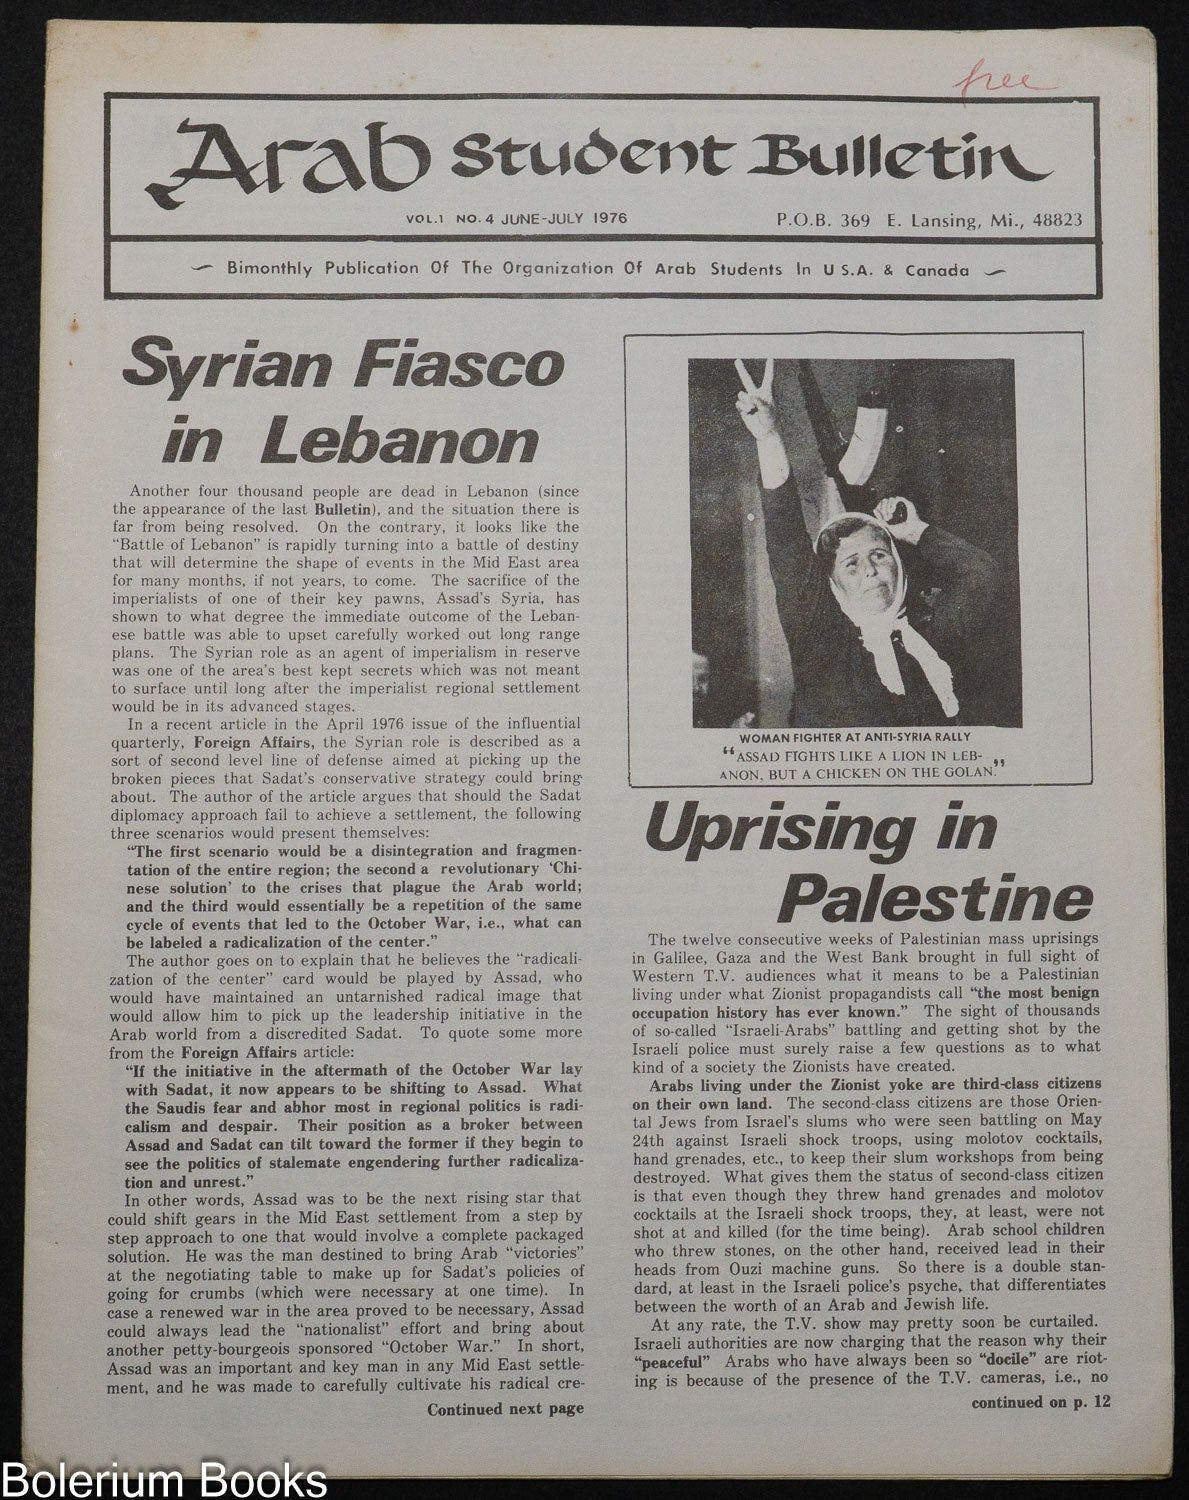 free
Arab Student Bulletin
VOL.1 NO.4 JUNE-JULY 1976
P.O.B. 369 E. Lansing, Mi., 48823
Bimonthly Publication Of The Organization Of Arab Students In U S.A. & Canada
Syrian Fiasco
in Lebanon
Another four thousand people are dead in Lebanon (since
the appearance of the last Bulletin), and the situation there is
far from being resolved. On the contrary, it looks like the
“Battle of Lebanon” is rapidly turning into a battle of destiny
that will determine the shape of events in the Mid East area
for many months, if not years, to come. The sacrifice of the
imperialists of one of their key pawns, Assad's Syria, has
shown to what degree the immediate outcome of the Leban-
ese battle was able to upset carefully worked out long range
plans. The Syrian role as an agent of imperialism in reserve
was one of the area's best kept secrets which was not meant
to surface until long after the imperialist regional settlement
would be in its advanced stages.
In a recent article in the April 1976 issue of the influential
quarterly, Foreign Affairs, the Syrian role is described as a
sort of second level line of defense aimed at picking up the
broken pieces that Sadat's conservative strategy could bring
about. The author of the article argues that should the Sadat
diplomacy approach fail to achieve a settlement, the following
three scenarios would present themselves:
“The first scenario would be a disintegration and fragmen-
tation of the entire region; the second a revolutionary ‘Chi-
nese solution’ to the crises that plague the Arab world;
and the third would essentially be a repetition of the same
cycle of events that led to the October War, i.e., what can
be labeled a radicalization of the center.”
The author goes on to explain that he believes the “radicali-
zation of the center” card would be played by Assad, who
would have maintained an untarnished radical image that
would allow him to pick up the leadership initiative in the
Arab world from a discredited Sadat. To quote some more
from the Foreign Affairs article:
“If the initiative in the aftermath of the October War lay
with Sadat, it now appears to be shifting to Assad. What
the Saudis fear and abhor most in regional politics is radi-
calism and despair. Their position as a broker between
Assad and Sadat can tilt toward the former if they begin to
see the politics of stalemate engendering further radicaliza-
tion and unrest.”
In other words, Assad was to be the next rising star that
could shift gears in the Mid East settlement from a step by
step approach to one that would involve a complete packaged
solution. He was the man destined to bring Arab “victories”
at the negotiating table to make up for Sadat's policies of
going for crumbs (which were necessary at one time). In
case a renewed war in the area proved to be necessary, Assad
could always lead the “nationalist” effort and bring about
another petty-bourgeois sponsored “October War.” In short,
Assad was an important and key man in any Mid East settle-
ment, and he was made to carefully cultivate his radical cre-
Continued next page
WOMAN FIGHTER AT ANTI-SYRIA RALLY
“ASSAD FIGHTS LIKE A LION IN LEB-
ANON, BUT A CHICKEN ON THE GOLAN.”
Uprising in
Palestine
The twelve consecutive weeks of Palestinian mass uprisings
in Galilee, Gaza and the West Bank brought in full sight of
Western T.V. audiences what it means to be a Palestinian
living under what Zionist propagandists call “the most benign
occupation history has ever known.” The sight of thousands
of so-called “Israeli-Arabs” battling and getting shot by the
Israeli police must surely raise a few questions as to what
kind of a society the Zionists have created.
Arabs living under the Zionist yoke are third-class citizens
on their own land. The second-class citizens are those Orien-
tal Jews from Israel's slums who were seen battling on May
24th against Israeli shock troops, using molotov cocktails,
hand grenades, etc., to keep their slum workshops from being
destroyed. What gives them the status of second-class citizen
is that even though they threw hand grenades and molotov
cocktails at the Israeli shock troops, they, at least, were not
shot at and killed (for the time being). Arab school children
who threw stones, on the other hand, received lead in their
heads from Ouzi machine guns. So there is a double stan-
dard, at least in the Israeli police's psyche, that differentiates
between the worth of an Arab and Jewish life.
At any rate, the T.V. show may pretty soon be curtailed.
Israeli authorities are now charging that the reason why their
“peaceful” Arabs who have always been so “docile” are riot-
ing is because of the presence of the T.V. cameras, i.e., no
continued on p. 12
Bolerium Books